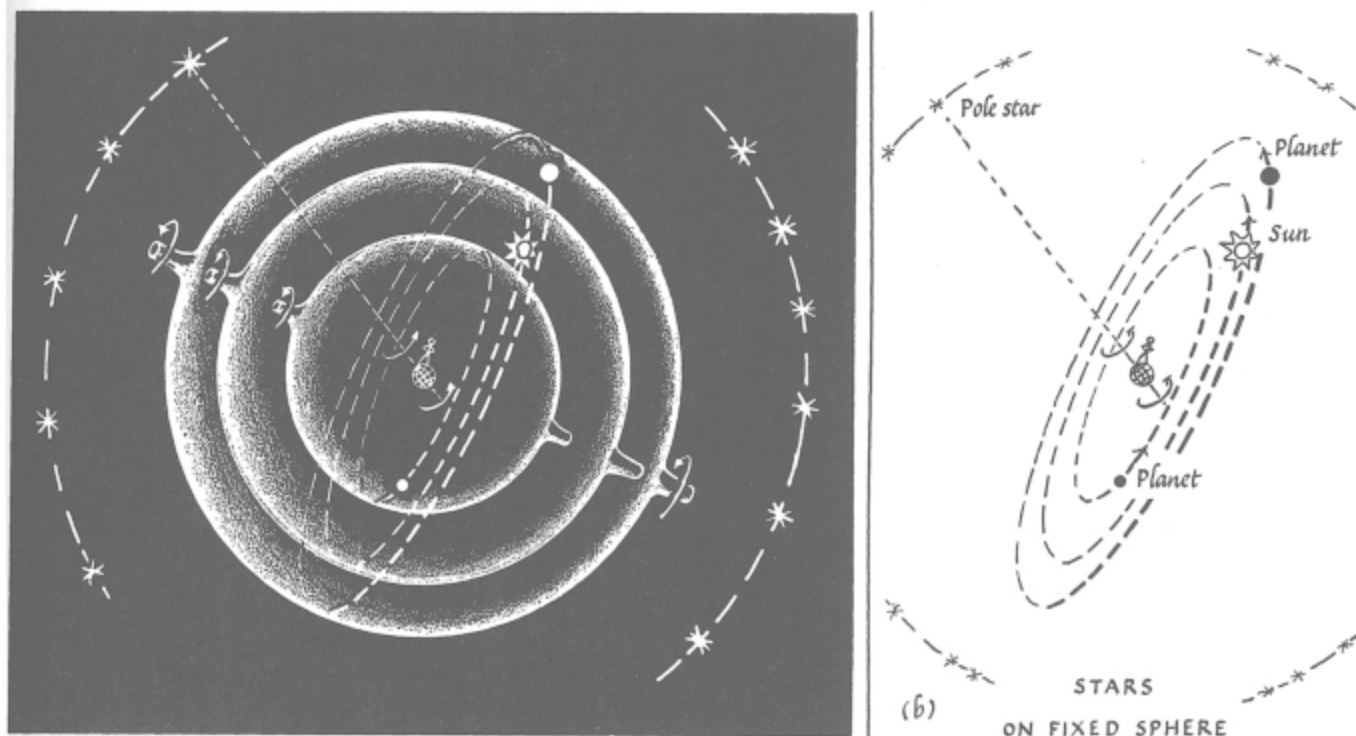 Pole star
Planet
Sun
Planet
(b)
STARS
ON FIXED SPHERE